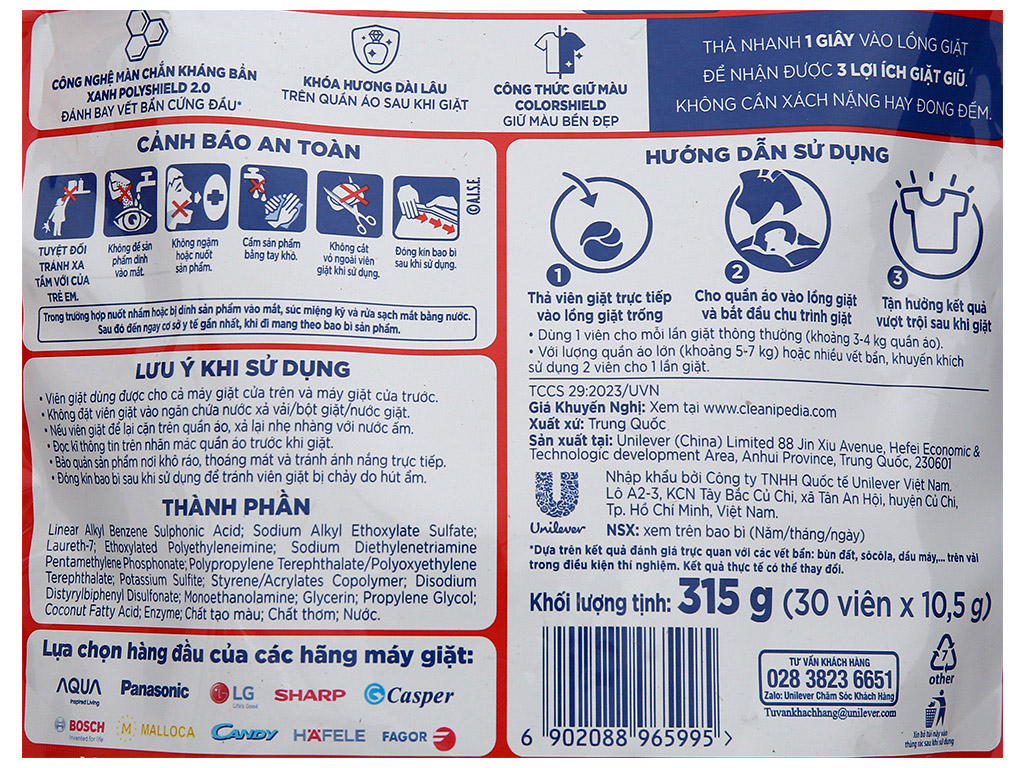 CÔNG NGHỆ MÀN CHẮN KHÁNG BẨN
XANH POLYSHIELD 2.0
ĐÁNH BAY VẾT BẨN CỨNG ĐẦU*
KHÓA HƯƠNG DÀI LÂU
TRÊN QUẦN ÁO SAU KHI GIẶT
CÔNG THỨC GIỮ MÀU
COLORSHIELD
GIỮ MÀU BỀN ĐẸP
THẢ NHANH 1 GIÂY VÀO LỒNG GIẶT
ĐỂ NHẬN ĐƯỢC 3 LỢI ÍCH GIẶT GIŨ.
KHÔNG CẦN XÁCH NẶNG HAY ĐONG ĐẾM.
CẢNH BÁO AN TOÀN
© A.I.S.E.
TUYỆT ĐỐI
TRÁNH XA
TẦM VỚI CỦA
TRẺ EM.
Không để sản
phẩm dính
vào mắt.
Không ngậm
hoặc nuốt
sản phẩm.
Cầm sản phẩm
bằng tay khô.
Không cắt
vỏ ngoài viên
giặt khi sử dụng.
Đóng kín bao bì
sau khi sử dụng.
Trong trường hợp nuốt nhầm hoặc bị dính sản phẩm vào mắt, súc miệng kỹ và rửa sạch mắt bằng nước.
Sau đó đến ngay cơ sở y tế gần nhất, khi đi mang theo bao bì sản phẩm.
LƯU Ý KHI SỬ DỤNG
• Viên giặt dùng được cho cả máy giặt cửa trên và máy giặt cửa trước.
• Không đặt viên giặt vào ngăn chứa nước xả vải/bột giặt/nước giặt.
• Nếu viên giặt để lại cặn trên quần áo, xả lại nhẹ nhàng với nước ấm.
• Đọc kĩ thông tin trên nhãn mác quần áo trước khi giặt.
• Bảo quản sản phẩm nơi khô ráo, thoáng mát và tránh ánh nắng trực tiếp.
• Đóng kín bao bì sau khi sử dụng để tránh viên giặt bị chảy do hút ẩm.
THÀNH PHẦN
Linear Alkyl Benzene Sulphonic Acid; Sodium Alkyl Ethoxylate Sulfate;
Laureth-7; Ethoxylated Polyethyleneimine; Sodium Diethylenetriamine
Pentamethylene Phosphonate; Polypropylene Terephthalate/Polyoxyethylene
Terephthalate; Potassium Sulfite; Styrene/Acrylates Copolymer; Disodium
Distyrylbiphenyl Disulfonate; Monoethanolamine; Glycerin; Propylene Glycol;
Coconut Fatty Acid; Enzyme; Chất tạo màu; Chất thơm; Nước.
Lựa chọn hàng đầu của các hãng máy giặt:
AQUA
Inspired Living
Panasonic
LG
Life's Good
SHARP
Casper
BOSCH
Invented for life
M MALLOCA
CANDY
HÄFELE
FAGOR
HƯỚNG DẪN SỬ DỤNG
1
2
3
Thả viên giặt trực tiếp
vào lồng giặt trống
Cho quần áo vào lồng giặt
và bắt đầu chu trình giặt
Tận hưởng kết quả
vượt trội sau khi giặt
• Dùng 1 viên cho mỗi lần giặt thông thường (khoảng 3-4 kg quần áo).
• Với lượng quần áo lớn (khoảng 5-7 kg) hoặc nhiều vết bẩn, khuyến khích
sử dụng 2 viên cho 1 lần giặt.
TCCS 29:2023/UVN
Giá Khuyến Nghị: Xem tại www.cleanipedia.com
Xuất xứ: Trung Quốc
Sản xuất tại: Unilever (China) Limited 88 Jin Xiu Avenue, Hefei Economic &
Technologic development Area, Anhui Province, Trung Quốc, 230601
Unilever
Nhập khẩu bởi Công ty TNHH Quốc tế Unilever Việt Nam.
Lô A2-3, KCN Tây Bắc Củ Chi, xã Tân An Hội, huyện Củ Chi,
Tp. Hồ Chí Minh, Việt Nam.
NSX: xem trên bao bì (Năm/tháng/ngày)
*Dựa trên kết quả đánh giá trực quan với các vết bẩn: bùn đất, sôcôla, dầu máy,... trên vải
trong điều kiện thí nghiệm. Kết quả thực tế có thể thay đổi.
Khối lượng tịnh: 315 g (30 viên x 10,5 g)
6 902088 965995 >
TƯ VẤN KHÁCH HÀNG
028 3823 6651
Zalo: Unilever Chăm Sóc Khách Hàng
Tuvankhachhang@unilever.com
7
other
Xin bỏ túi này vào
thùng rác sau khi sử dụng